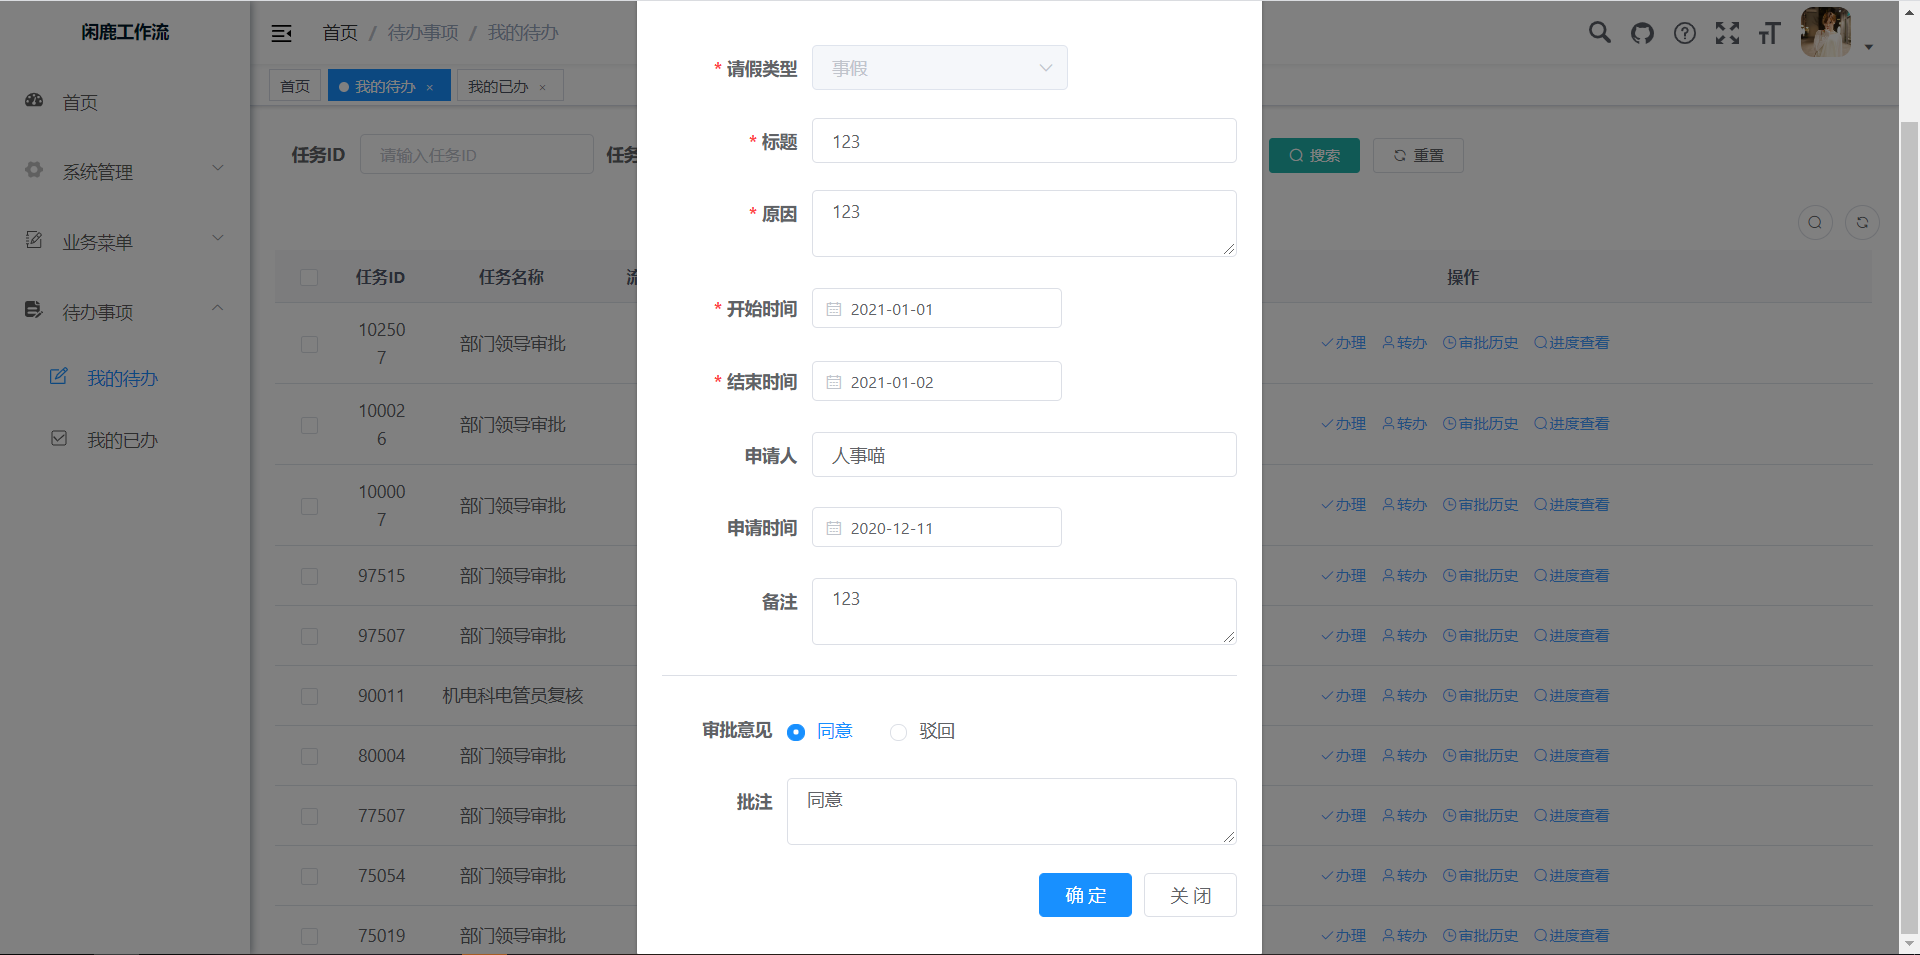 闲鹿工作流
首页
系统管理
业务菜单
待办事项
我的待办
我的已办
首页 / 待办事项 / 我的待办
首页
我的待办 ×
我的已办 ×
任务ID 请输入任务ID 任务
搜索 重置
任务ID 任务名称 操作
102507 部门领导审批 办理 转办 审批历史 进度查看
100026 部门领导审批 办理 转办 审批历史 进度查看
100007 部门领导审批 办理 转办 审批历史 进度查看
97515 部门领导审批 办理 转办 审批历史 进度查看
97507 部门领导审批 办理 转办 审批历史 进度查看
90011 机电科电管员复核 办理 转办 审批历史 进度查看
80004 部门领导审批 办理 转办 审批历史 进度查看
77507 部门领导审批 办理 转办 审批历史 进度查看
75054 部门领导审批 办理 转办 审批历史 进度查看
75019 部门领导审批 办理 转办 审批历史 进度查看
* 请假类型 事假
* 标题 123
* 原因 123
* 开始时间 2021-01-01
* 结束时间 2021-01-02
申请人 人事喵
申请时间 2020-12-11
备注 123
审批意见 同意 驳回
批注 同意
确 定 关 闭